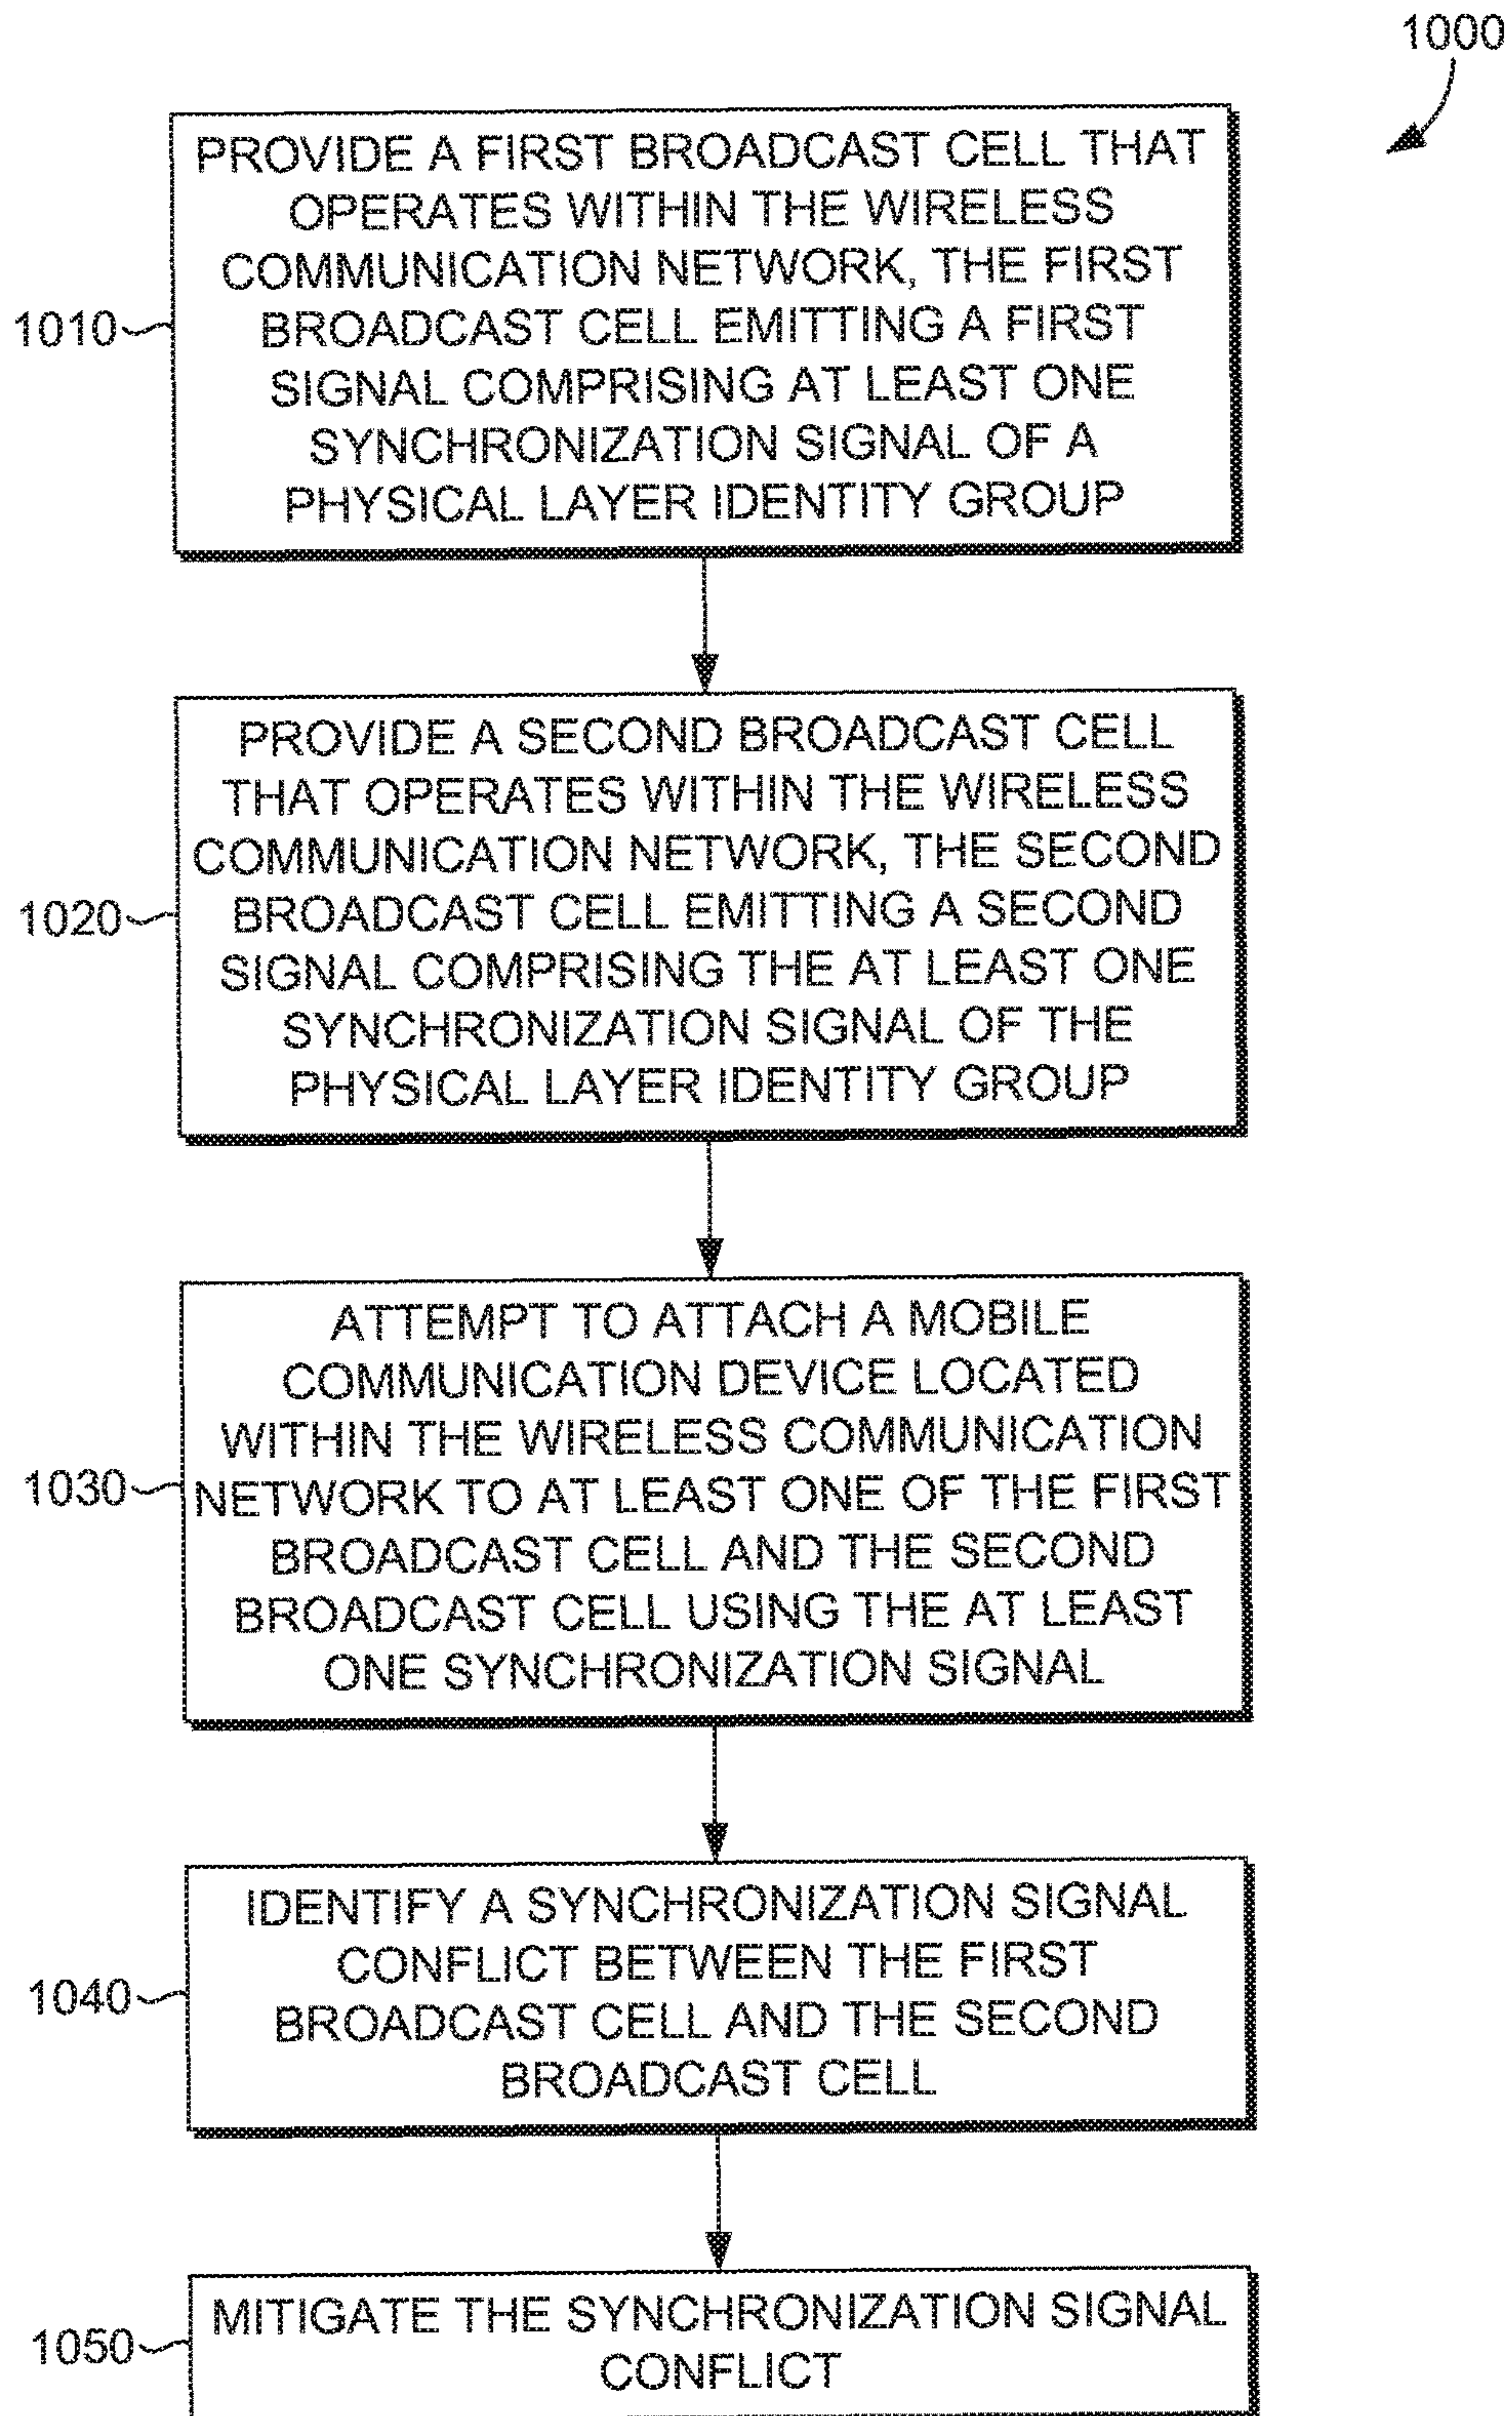 1000
PROVIDE A FIRST BROADCAST CELL THAT
OPERATES WITHIN THE WIRELESS
COMMUNICATION NETWORK, THE FIRST
BROADCAST CELL EMITTING A FIRST
SIGNAL COMPRISING AT LEAST ONE
SYNCHRONIZATION SIGNAL OF A
PHYSICAL LAYER IDENTITY GROUP
1010
PROVIDE A SECOND BROADCAST CELL
THAT OPERATES WITHIN THE WIRELESS
COMMUNICATION NETWORK, THE SECOND
BROADCAST CELL EMITTING A SECOND
SIGNAL COMPRISING THE AT LEAST ONE
SYNCHRONIZATION SIGNAL OF THE
PHYSICAL LAYER IDENTITY GROUP
1020
ATTEMPT TO ATTACH A MOBILE
COMMUNICATION DEVICE LOCATED
WITHIN THE WIRELESS COMMUNICATION
NETWORK TO AT LEAST ONE OF THE FIRST
BROADCAST CELL AND THE SECOND
BROADCAST CELL USING THE AT LEAST
ONE SYNCHRONIZATION SIGNAL
1030
IDENTIFY A SYNCHRONIZATION SIGNAL
CONFLICT BETWEEN THE FIRST
BROADCAST CELL AND THE SECOND
BROADCAST CELL
1040
MITIGATE THE SYNCHRONIZATION SIGNAL
CONFLICT
1050